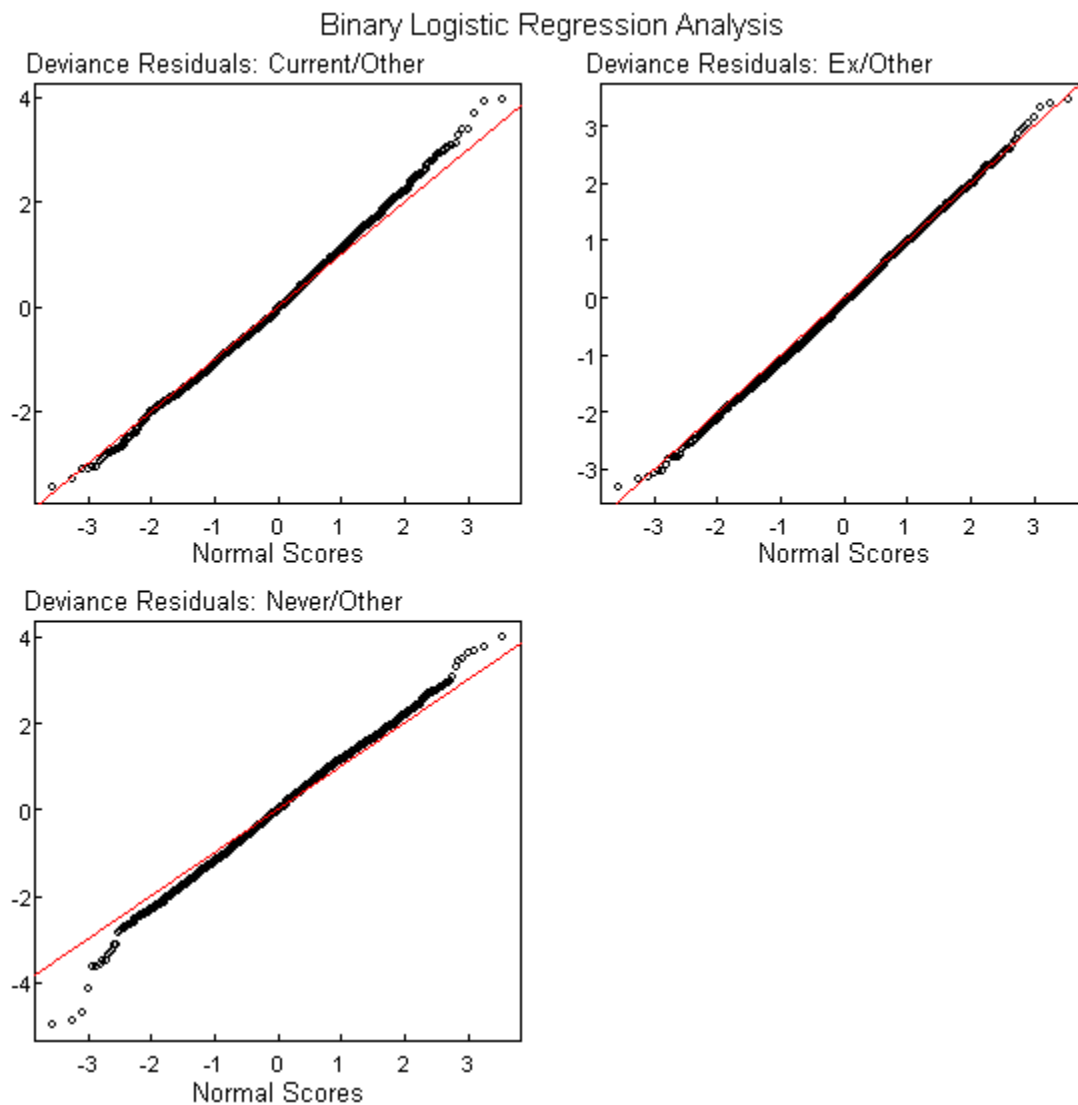 Binary Logistic Regression Analysis
Deviance Residuals: Current/Other
4
2
0
-2
-3 -2 -1 0 1 2 3
Normal Scores
Deviance Residuals: Ex/Other
3
2
1
0
-1
-2
-3
-3 -2 -1 0 1 2 3
Normal Scores
Deviance Residuals: Never/Other
4
2
0
-2
-4
-3 -2 -1 0 1 2 3
Normal Scores